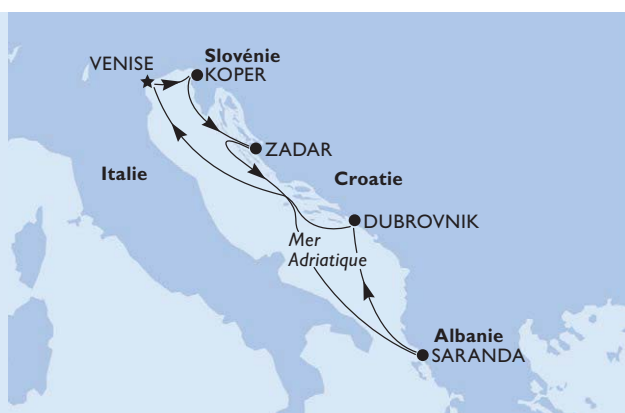 Slovénie
VENISE
KOPER
ZADAR
Italie
Croatie
DUBROVNIK
Mer
Adriatique
Albanie
SARANDA